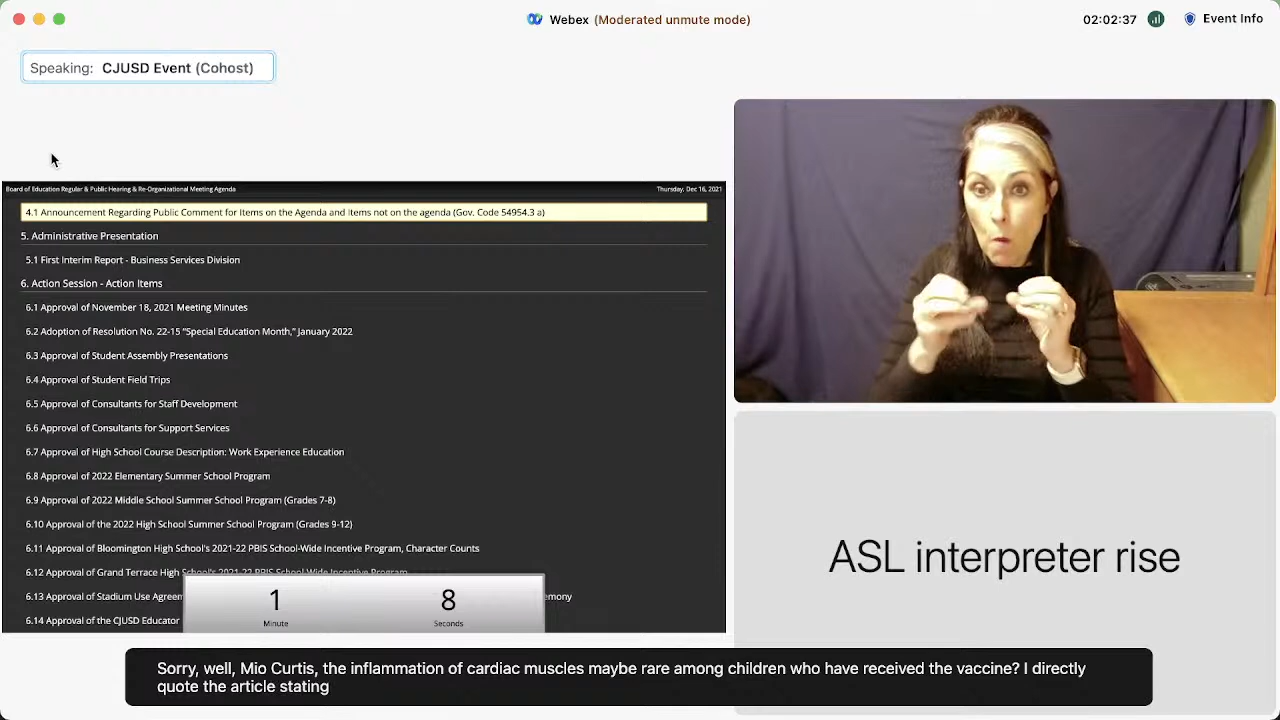 Webex (Moderated unmute mode)
02:02:37
Event Info
Speaking: CJUSD Event (Cohost)
Board of Education Regular & Public Hearing & Re-Organizational Meeting Agenda
Thursday, Dec 16, 2021
4.1 Announcement Regarding Public Comment for Items on the Agenda and Items not on the agenda (Gov. Code 54954.3 a)
5. Administrative Presentation
5.1 First Interim Report - Business Services Division
6. Action Session - Action Items
6.1 Approval of November 18, 2021 Meeting Minutes
6.2 Adoption of Resolution No. 22-15 "Special Education Month," January 2022
6.3 Approval of Student Assembly Presentations
6.4 Approval of Student Field Trips
6.5 Approval of Consultants for Staff Development
6.6 Approval of Consultants for Support Services
6.7 Approval of High School Course Description: Work Experience Education
6.8 Approval of 2022 Elementary Summer School Program
6.9 Approval of 2022 Middle School Summer School Program (Grades 7-8)
6.10 Approval of the 2022 High School Summer School Program (Grades 9-12)
6.11 Approval of Bloomington High School's 2021-22 PBIS School-Wide Incentive Program, Character Counts
6.12 Approval of Grand Terrace High School's 2021-22 PBIS School-Wide Incentive Program
6.13 Approval of Stadium Use Agreem
emony
6.14 Approval of the CJUSD Educator
1 8
Minute Seconds
ASL interpreter rise
Sorry, well, Mio Curtis, the inflammation of cardiac muscles maybe rare among children who have received the vaccine? I directly
quote the article stating